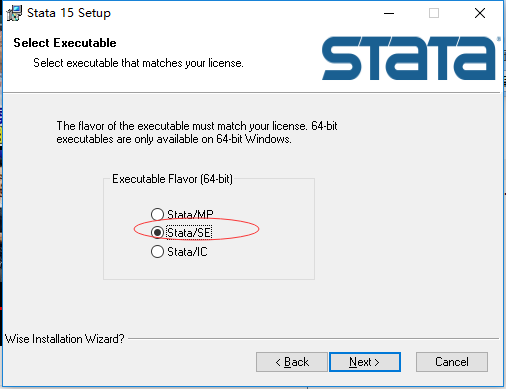 Stata 15 Setup
Select Executable
Select executable that matches your license.
STATA
The flavor of the executable must match your license. 64-bit
executables are only available on 64-bit Windows.
Executable Flavor (64-bit)
Stata/MP
Stata/SE
Stata/IC
Wise Installation Wizard?
< Back
Next >
Cancel